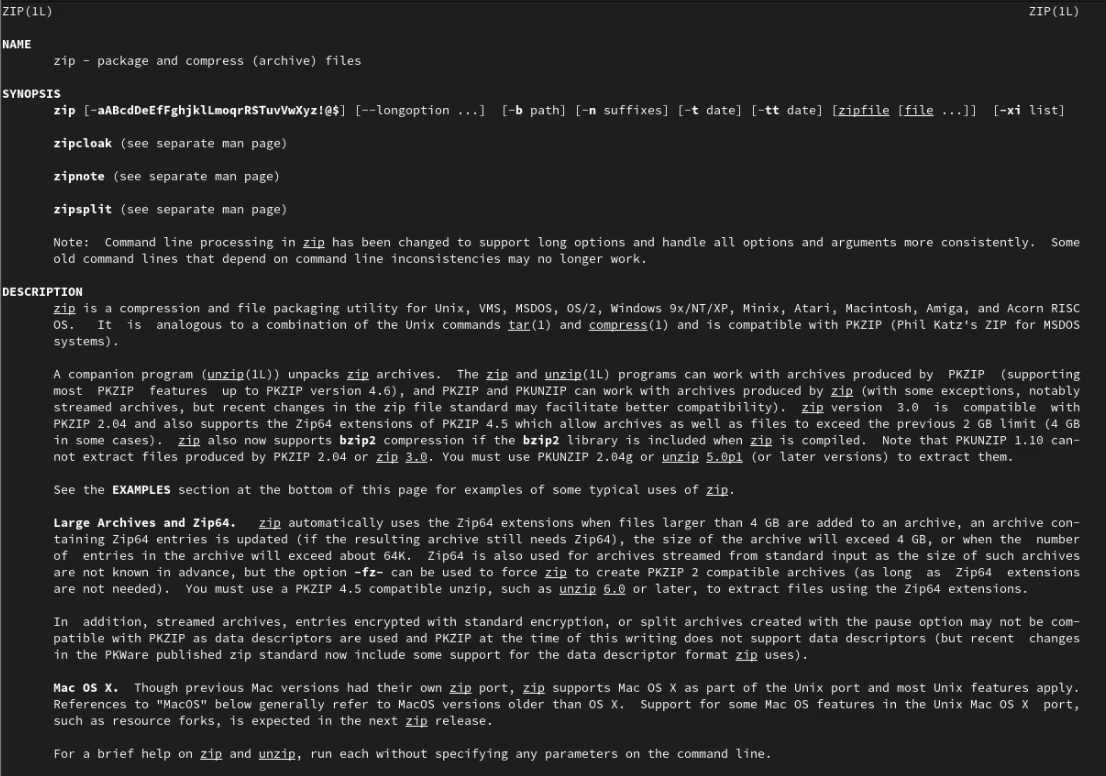 ZIP(1L) ZIP(1L)
NAME
zip - package and compress (archive) files
SYNOPSIS
zip [-aABcdDeEfFghjklLmoqrRSTuvVwXyz!@$] [--longoption ...]  [-b path] [-n suffixes] [-t date] [-tt date] [zipfile [file ...]]  [-xi list]
zipcloak (see separate man page)
zipnote (see separate man page)
zipsplit (see separate man page)
Note:  Command line processing in zip has been changed to support long options and handle all options and arguments more consistently.  Some
old command lines that depend on command line inconsistencies may no longer work.
DESCRIPTION
zip is a compression and file packaging utility for Unix, VMS, MSDOS, OS/2, Windows 9x/NT/XP, Minix, Atari, Macintosh, Amiga, and Acorn RISC
OS.   It  is  analogous to a combination of the Unix commands tar(1) and compress(1) and is compatible with PKZIP (Phil Katz's ZIP for MSDOS
systems).
A companion program (unzip(1L)) unpacks zip archives.  The zip and unzip(1L) programs can work with archives produced by  PKZIP  (supporting
most  PKZIP  features  up to PKZIP version 4.6), and PKZIP and PKUNZIP can work with archives produced by zip (with some exceptions, notably
streamed archives, but recent changes in the zip file standard may facilitate better compatibility).  zip version  3.0  is  compatible  with
PKZIP 2.04 and also supports the Zip64 extensions of PKZIP 4.5 which allow archives as well as files to exceed the previous 2 GB limit (4 GB
in some cases).  zip also now supports bzip2 compression if the bzip2 library is included when zip is compiled.  Note that PKUNZIP 1.10 can-
not extract files produced by PKZIP 2.04 or zip 3.0. You must use PKUNZIP 2.04g or unzip 5.0p1 (or later versions) to extract them.
See the EXAMPLES section at the bottom of this page for examples of some typical uses of zip.
Large Archives and Zip64.   zip automatically uses the Zip64 extensions when files larger than 4 GB are added to an archive, an archive con-
taining Zip64 entries is updated (if the resulting archive still needs Zip64), the size of the archive will exceed 4 GB, or when the  number
of  entries in the archive will exceed about 64K.  Zip64 is also used for archives streamed from standard input as the size of such archives
are not known in advance, but the option -fz- can be used to force zip to create PKZIP 2 compatible archives (as long  as  Zip64  extensions
are not needed).  You must use a PKZIP 4.5 compatible unzip, such as unzip 6.0 or later, to extract files using the Zip64 extensions.
In  addition, streamed archives, entries encrypted with standard encryption, or split archives created with the pause option may not be com-
patible with PKZIP as data descriptors are used and PKZIP at the time of this writing does not support data descriptors (but recent  changes
in the PKWare published zip standard now include some support for the data descriptor format zip uses).
Mac OS X.  Though previous Mac versions had their own zip port, zip supports Mac OS X as part of the Unix port and most Unix features apply.
References to "MacOS" below generally refer to MacOS versions older than OS X.  Support for some Mac OS features in the Unix Mac OS X  port,
such as resource forks, is expected in the next zip release.
For a brief help on zip and unzip, run each without specifying any parameters on the command line.